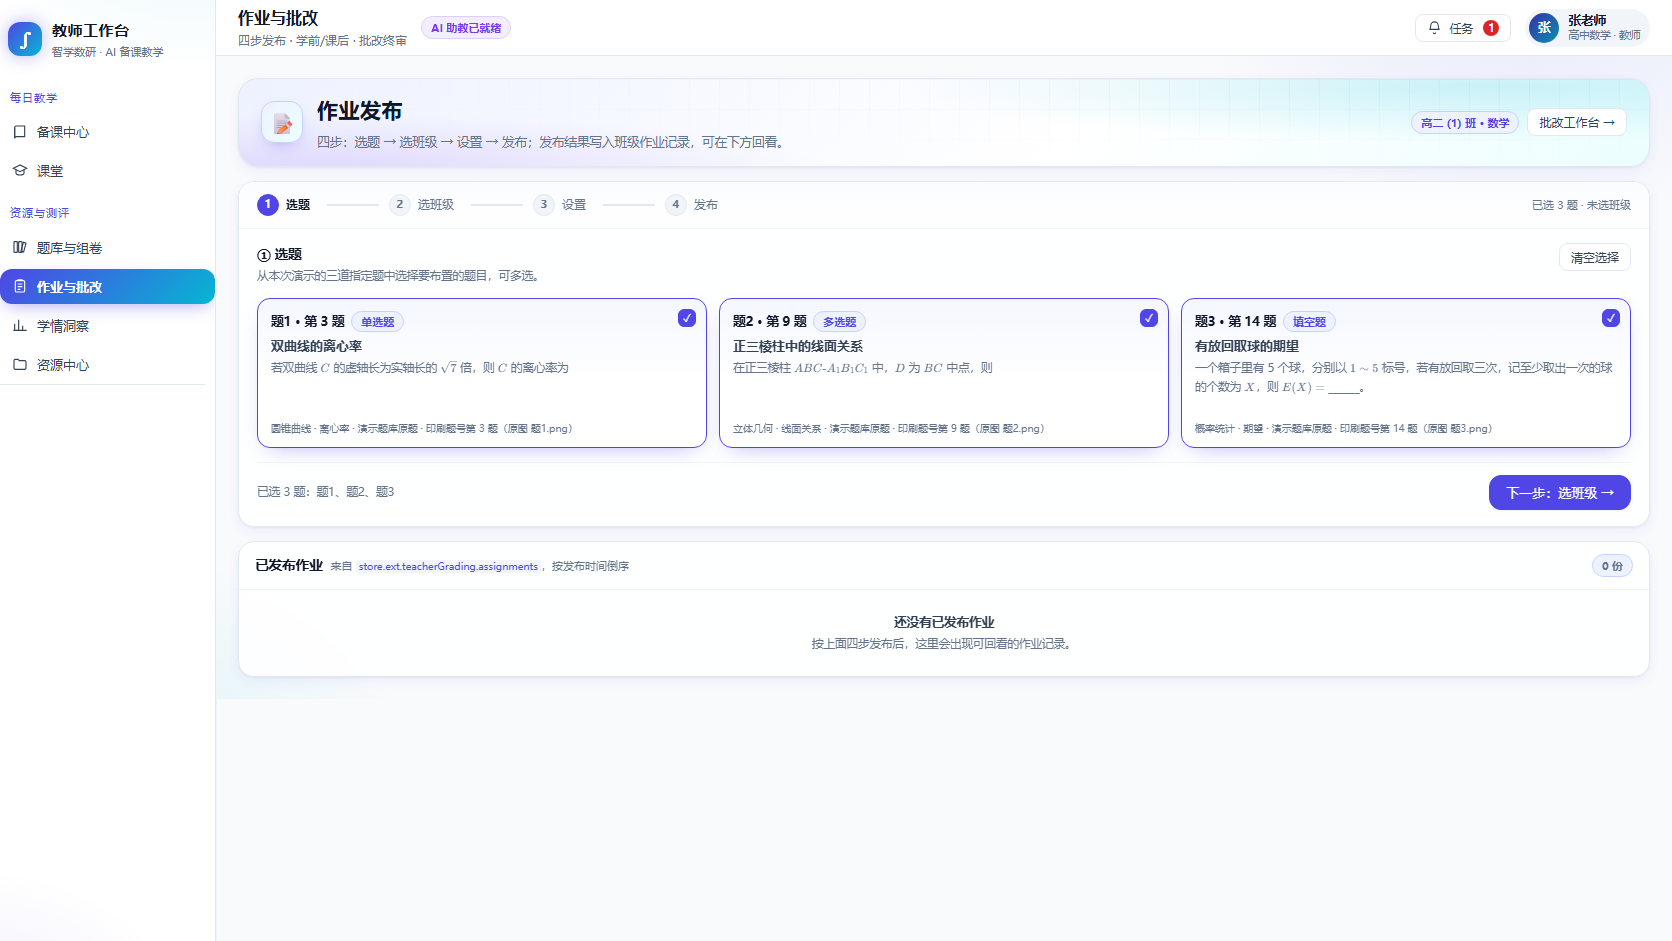 ∫
教师工作台
智学数研 · AI 备课教学
每日教学
备课中心
课堂
资源与测评
题库与组卷
作业与批改
学情洞察
资源中心
作业与批改
四步发布 · 学前/课后 · 批改终审
AI 助教已就绪
任务 1
张
张老师
高中数学 · 教师
作业发布
四步：选题 → 选班级 → 设置 → 发布；发布结果写入班级作业记录，可在下方回看。
高二 (1) 班 • 数学
批改工作台 →
1 选题 2 选班级 3 设置 4 发布
已选 3 题 · 未选班级
① 选题
从本次演示的三道指定题中选择要布置的题目，可多选。
清空选择
题1 • 第 3 题 单选题
双曲线的离心率
若双曲线 C 的虚轴长为实轴长的 √7 倍，则 C 的离心率为
圆锥曲线 · 离心率 · 演示题库原题 · 印刷题号第 3 题（原图 题1.png）
题2 • 第 9 题 多选题
正三棱柱中的线面关系
在正三棱柱 ABC-A₁B₁C₁ 中，D 为 BC 中点，则
立体几何 · 线面关系 · 演示题库原题 · 印刷题号第 9 题（原图 题2.png）
题3 • 第 14 题 填空题
有放回取球的期望
一个箱子里有 5 个球，分别以 1 ∼ 5 标号，若有放回取三次，记至少取出一次的球
的个数为 X，则 E(X) = _____。
概率统计 · 期望 · 演示题库原题 · 印刷题号第 14 题（原图 题3.png）
已选 3 题：题1、题2、题3
下一步：选班级 →
已发布作业 来自 store.ext.teacherGrading.assignments ，按发布时间倒序
0 份
还没有已发布作业
按上面四步发布后，这里会出现可回看的作业记录。